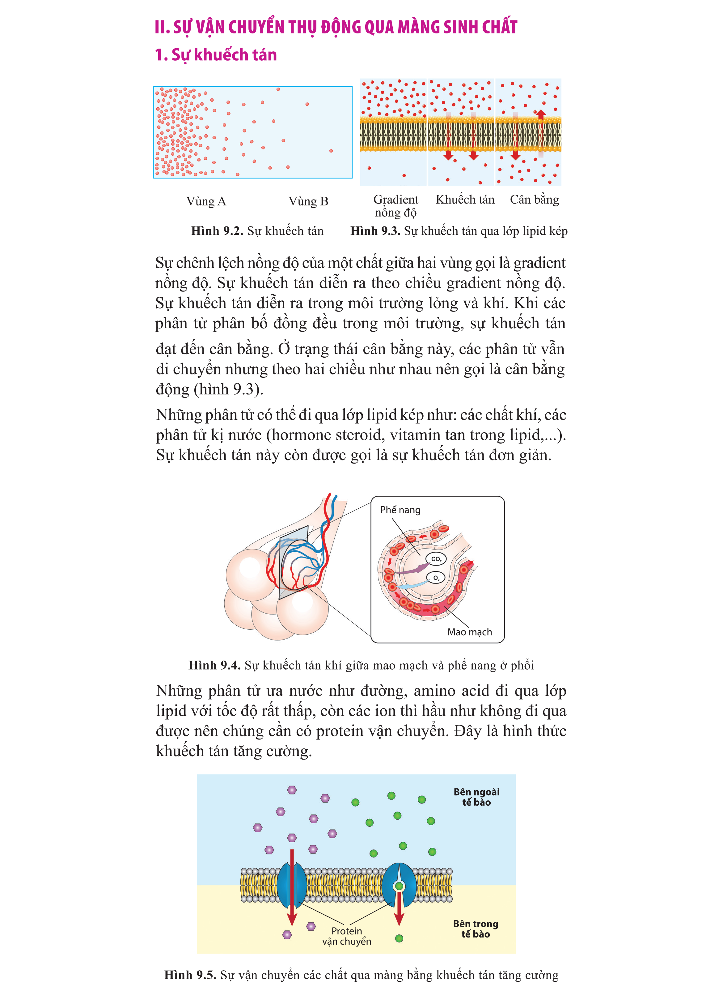 II. SỰ VẬN CHUYỂN THỤ ĐỘNG QUA MÀNG SINH CHẤT
1. Sự khuếch tán
Vùng A
Vùng B
Gradient
nồng độ
Khuếch tán
Cân bằng
Hình 9.2. Sự khuếch tán
Hình 9.3. Sự khuếch tán qua lớp lipid kép
Sự chênh lệch nồng độ của một chất giữa hai vùng gọi là gradient
nồng độ. Sự khuếch tán diễn ra theo chiều gradient nồng độ.
Sự khuếch tán diễn ra trong môi trường lỏng và khí. Khi các
phân tử phân bố đồng đều trong môi trường, sự khuếch tán
đạt đến cân bằng. Ở trạng thái cân bằng này, các phân tử vẫn
di chuyển nhưng theo hai chiều như nhau nên gọi là cân bằng
động (hình 9.3).
Những phân tử có thể đi qua lớp lipid kép như: các chất khí, các
phân tử kị nước (hormone steroid, vitamin tan trong lipid,...).
Sự khuếch tán này còn được gọi là sự khuếch tán đơn giản.
Phế nang
CO₂
O₂
Mao mạch
Hình 9.4. Sự khuếch tán khí giữa mao mạch và phế nang ở phổi
Những phân tử ưa nước như đường, amino acid đi qua lớp
lipid với tốc độ rất thấp, còn các ion thì hầu như không đi qua
được nên chúng cần có protein vận chuyển. Đây là hình thức
khuếch tán tăng cường.
Bên ngoài
tế bào
Bên trong
tế bào
Protein
vận chuyển
Hình 9.5. Sự vận chuyển các chất qua màng bằng khuếch tán tăng cường